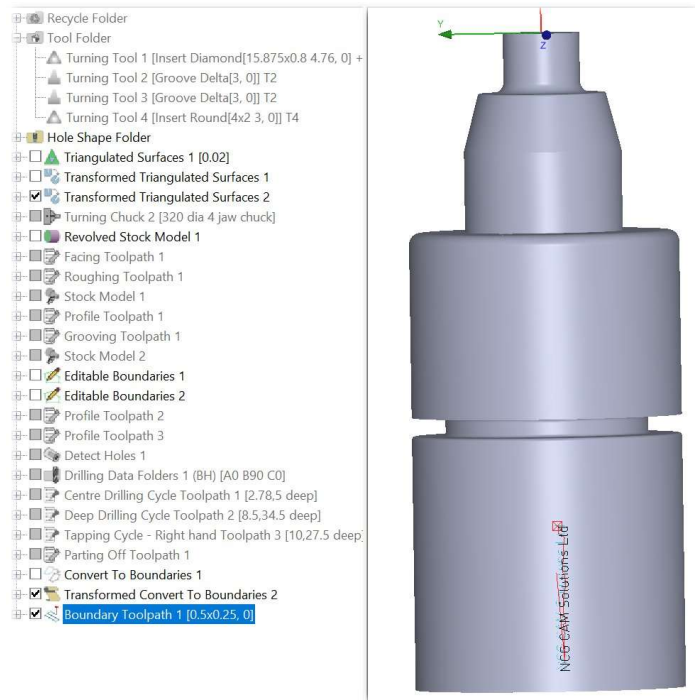 Recycle Folder
Tool Folder
Turning Tool 1 [Insert Diamond[15.875x0.8 4.76, 0] +
Turning Tool 2 [Groove Delta[3, 0]] T2
Turning Tool 3 [Groove Delta[3, 0]] T2
Turning Tool 4 [Insert Round[4x2 3, 0]] T4
Hole Shape Folder
Triangulated Surfaces 1 [0.02]
Transformed Triangulated Surfaces 1
Transformed Triangulated Surfaces 2
Turning Chuck 2 [320 dia 4 jaw chuck]
Revolved Stock Model 1
Facing Toolpath 1
Roughing Toolpath 1
Stock Model 1
Profile Toolpath 1
Grooving Toolpath 1
Stock Model 2
Editable Boundaries 1
Editable Boundaries 2
Profile Toolpath 2
Profile Toolpath 3
Detect Holes 1
Drilling Data Folders 1 (BH) [A0 B90 C0]
Centre Drilling Cycle Toolpath 1 [2.78,5 deep]
Deep Drilling Cycle Toolpath 2 [8.5,34.5 deep]
Tapping Cycle - Right hand Toolpath 3 [10,27.5 deep]
Parting Off Toolpath 1
Convert To Boundaries 1
Transformed Convert To Boundaries 2
Boundary Toolpath 1 [0.5x0.25, 0]
Y
Z
NCG CAM Solutions Ltd